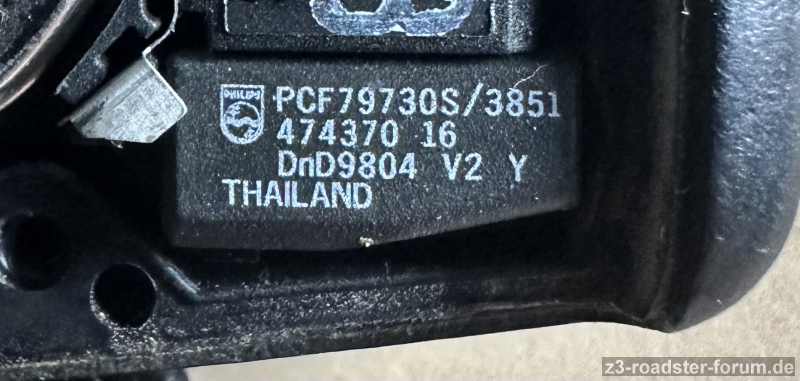 PHILIPS
PCF79730S/3851
474370 16
DnD9804 V2 Y
THAILAND
z3-roadster-forum.de